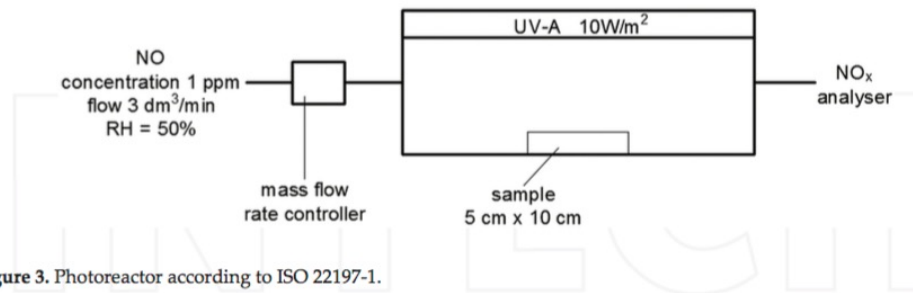 UV-A 10W/m²
NO
concentration 1 ppm
flow 3 dm³/min
RH = 50%
NOx
analyser
mass flow
rate controller
sample
5 cm x 10 cm
gure 3. Photoreactor according to ISO 22197-1.